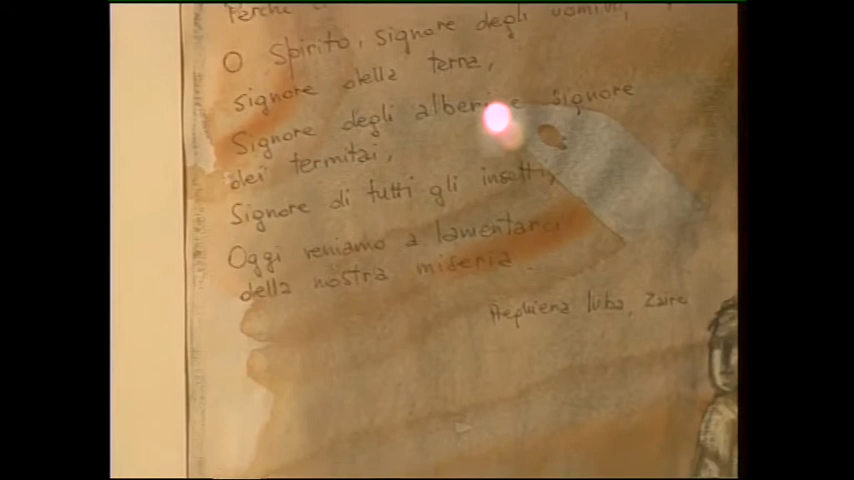 Perché
O Spirito, signore degli uomini,
signore della terra,
Signore degli alberi e signore
dei termitai,
Signore di tutti gli insetti,
Oggi veniamo a lamentarci
della nostra miseria.
Preghiera luba, Zaire